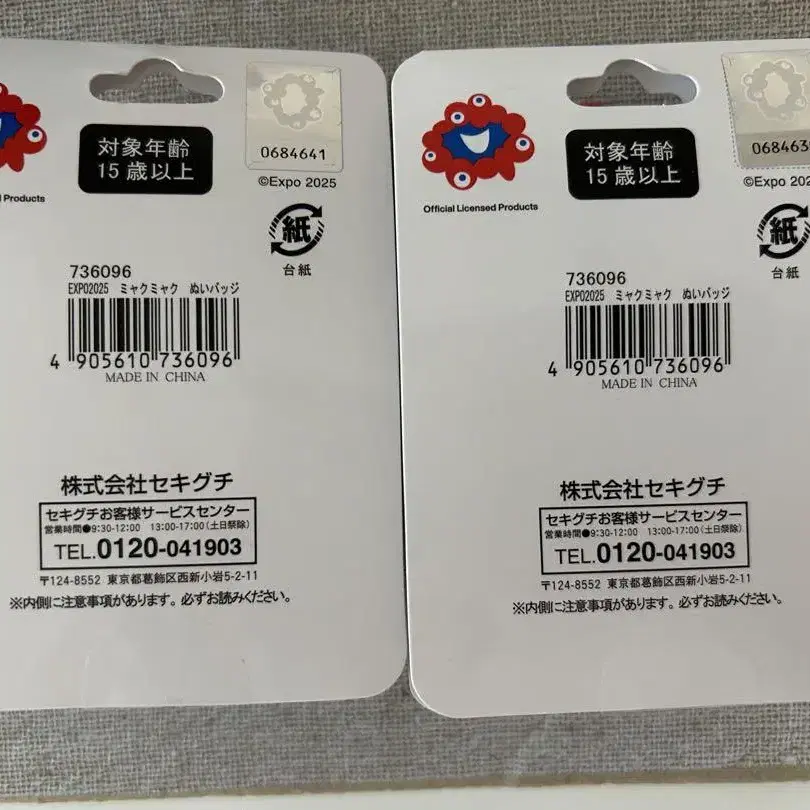 対象年齢
15歳以上
0684641
©Expo 2025
l Products
紙
台紙
736096
EXPO2025 ミャクミャク ぬいバッジ
4 905610 736096
MADE IN CHINA
株式会社セキグチ
セキグチお客様サービスセンター
営業時間●9:30-12:00 13:00-17:00(土日祭除)
TEL.0120-041903
〒124-8552 東京都葛飾区西新小岩5-2-11
※内側に注意事項があります。必ずお読みください。
Official Licensed Products
対象年齢
15歳以上
068463
©Expo 202
紙
台紙
736096
EXPO2025 ミャクミャク ぬいバッジ
4 905610 736096
MADE IN CHINA
株式会社セキグチ
セキグチお客様サービスセンター
営業時間●9:30-12:00 13:00-17:00(土日祭除)
TEL.0120-041903
〒124-8552 東京都葛飾区西新小岩5-2-11
※内側に注意事項があります。必ずお読みください。